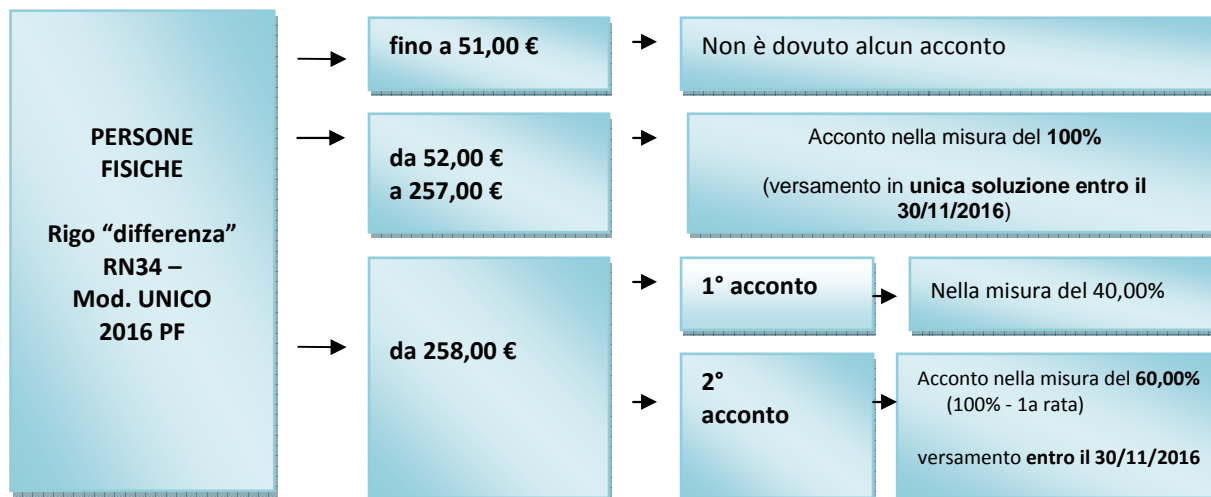 PERSONE
FISICHE
Rigo “differenza”
RN34 –
Mod. UNICO
2016 PF
fino a 51,00 €
Non è dovuto alcun acconto
da 52,00 €
a 257,00 €
Acconto nella misura del 100%
(versamento in unica soluzione entro il
30/11/2016)
da 258,00 €
1° acconto
Nella misura del 40,00%
2°
acconto
Acconto nella misura del 60,00%
(100% - 1a rata)
versamento entro il 30/11/2016